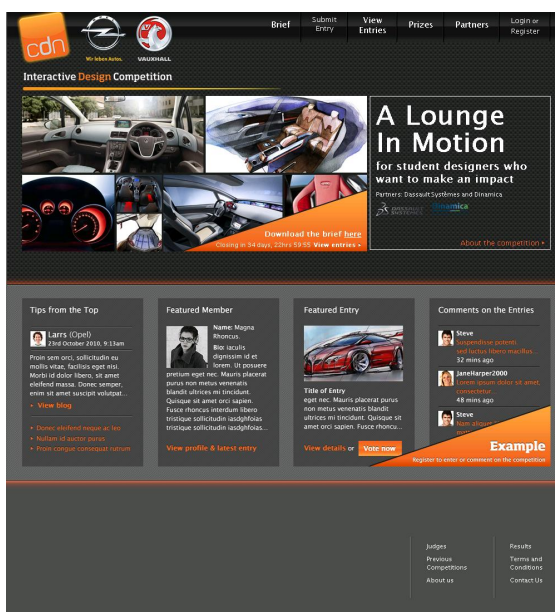 cdn
Wir leben Autos.
VAUXHALL
Brief
Submit
Entry
View
Entries
Prizes
Partners
Login or
Register
Interactive Design Competition
A Lounge
In Motion
for student designers who
want to make an impact
Partners: Dassault Systèmes and Dinamica
DASSAULT
SYSTEMES
Dinamica
About the competition
Download the brief here
Closing in 34 days, 22hrs 59:55 View entries
Tips from the Top
Larrs (Opel)
23rd October 2010, 9:13am
Proin sem orci, sollicitudin eu
mollis vitae, facilisis eget nisi.
Morbi id dolor libero, sit amet
eleifend massa. Donec semper,
enim sit amet suscipit volutpat...
View blog
Donec eleifend neque ac leo
Nullam id auctor purus
Proin congue consequat rutrum
Featured Member
Name: Magna
Rhoncus.
Bio: iaculis
dignissim id et
lorem. Ut posuere
pretium eget nec. Mauris placerat
purus non metus venenatis
blandit ultrices mi tincidunt.
Quisque sit amet orci sapien.
Fusce rhoncus interdum libero
tristique sollicitudin iasdghfoias
tristique sollicitudin iasdghfoias...
View profile & latest entry
Featured Entry
Title of Entry
eget nec. Mauris placerat purus
non metus venenatis blandit
ultrices mi tincidunt. Quisque sit
amet orci sapien. Fusce rhoncu...
View details or Vote now
Comments on the Entries
Steve
Suspendisse potenti.
sed luctus libero macillus...
32 mins ago
JaneHarper2000
Lorem ipsum dolor sit amet,
consectetur...
48 mins ago
Steve
Nam aliquet
Example
Register to enter or comment on the competition
Judges
Previous
Competitions
About us
Results
Terms and
Conditions
Contact Us